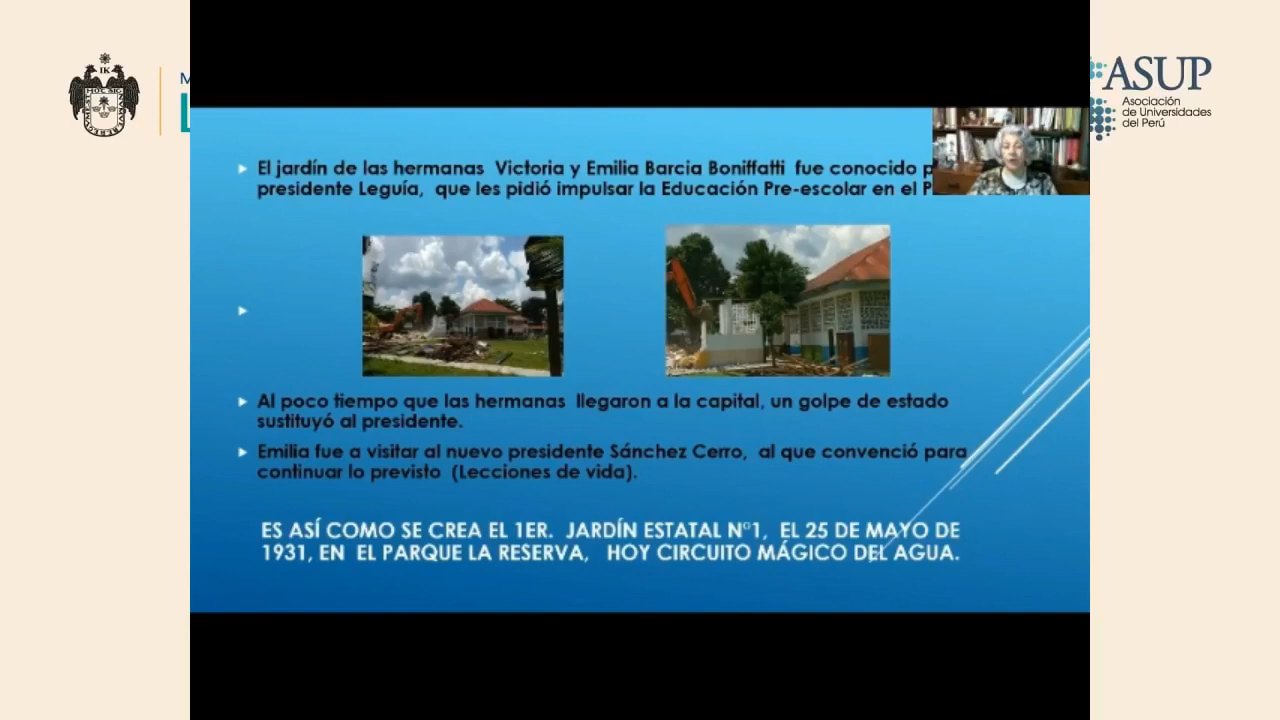 ASUP
Asociación
de Universidades
del Perú
El jardín de las hermanas Victoria y Emilia Barcia Boniffatti fue conocido
presidente Leguía, que les pidió impulsar la Educación Pre-escolar en el
Al poco tiempo que las hermanas llegaron a la capital, un golpe de estado
sustituyó al presidente.
Emilia fue a visitar al nuevo presidente Sánchez Cerro, al que convenció para
continuar lo previsto (Lecciones de vida).
ES ASÍ COMO SE CREA EL 1ER. JARDÍN ESTATAL Nº1, EL 25 DE MAYO DE
1931, EN EL PARQUE LA RESERVA, HOY CIRCUITO MÁGICO DEL AGUA.